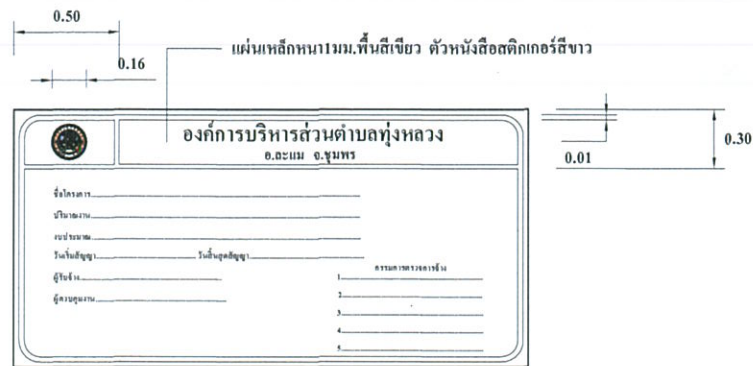 0.50
แผ่นเหล็กหนา1มม.พื้นสีเขียว ตัวหนังสือสติกเกอร์สีขาว
0.16
องค์การบริหารส่วนตำบลทุ่งหลวง
อ.ละแม จ.ชุมพร
0.30
0.01
ชื่อโครงการ
ปริมาณงาน
งบประมาณ
วันเริ่มสัญญา วันสิ้นสุดสัญญา
กรรมการตรวจการจ้าง
ผู้รับจ้าง 1
2
ผู้ควบคุมงาน
3
4
5